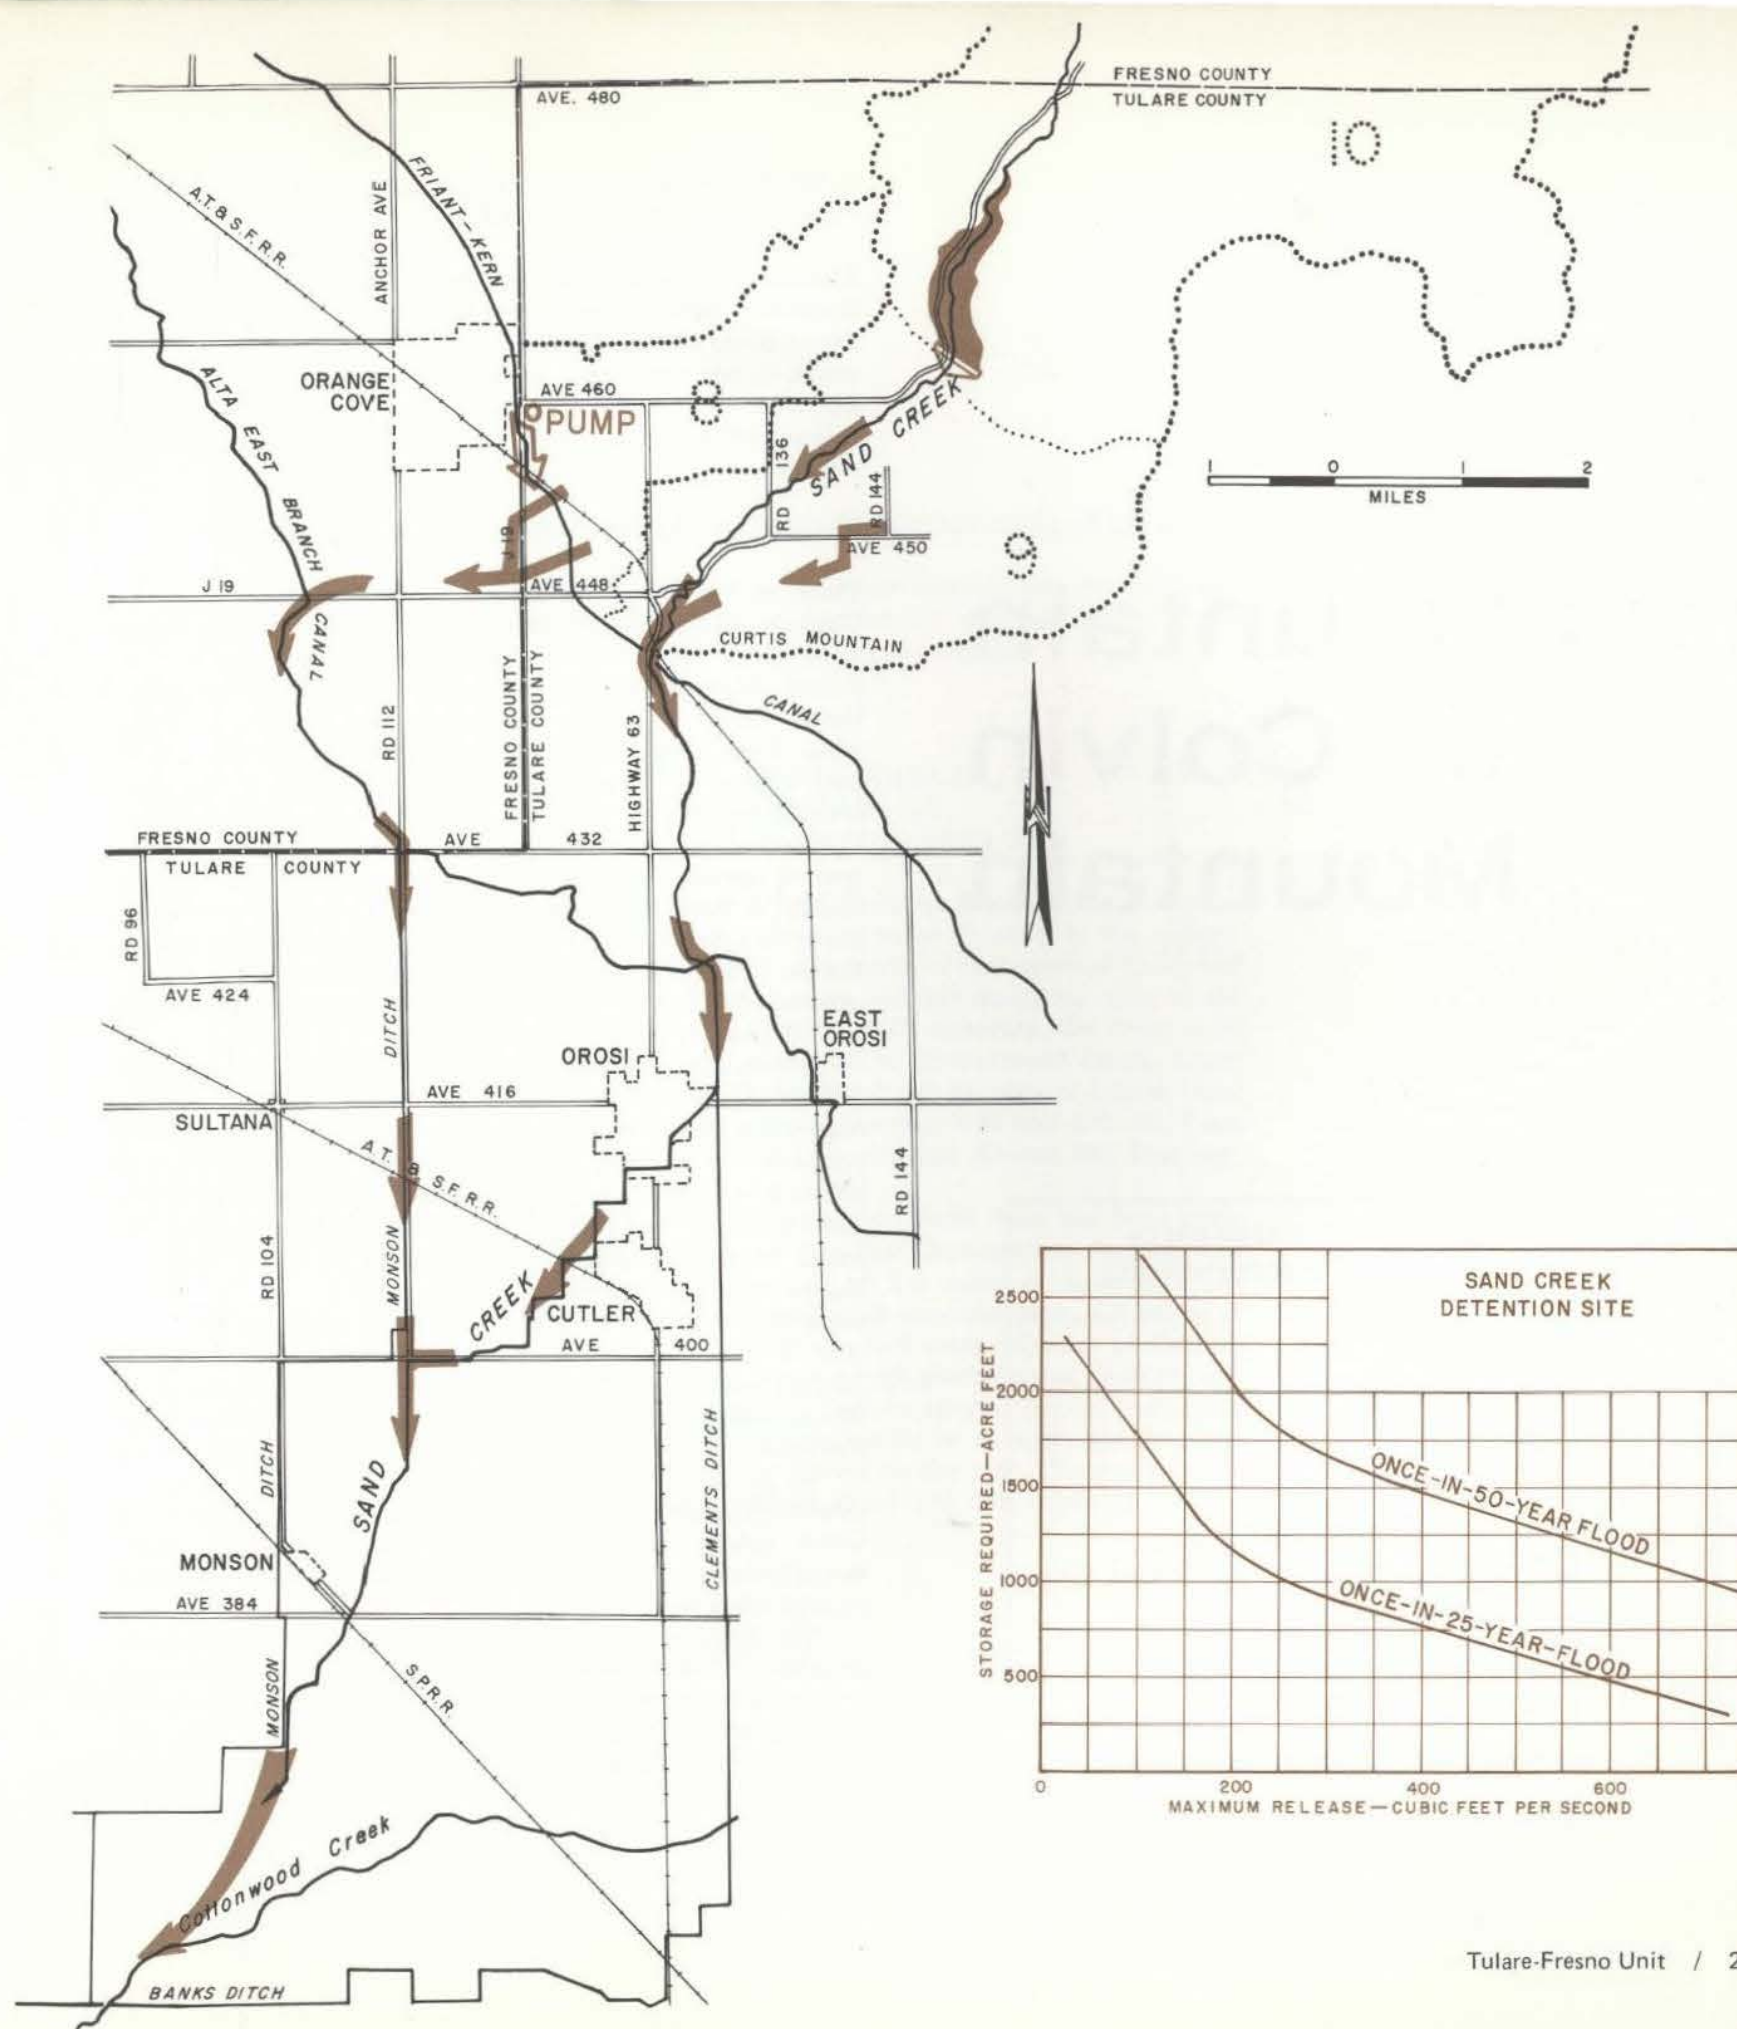 FRESNO COUNTY
TULARE COUNTY
AVE. 480
10
FRIANT-KERN
A.T. & S.F. R.R.
ANCHOR AVE
ORANGE
COVE
AVE 460
8
PUMP
SAND CREEK
136
RD
RD 144
1 0 1 2
MILES
ALTA EAST BRANCH CANAL
J 19
AVE 450
9
J 19
AVE 448
CURTIS MOUNTAIN
CANAL
RD 112
FRESNO COUNTY
TULARE COUNTY
HIGHWAY 63
N
FRESNO COUNTY
AVE 432
TULARE COUNTY
RD 96
AVE 424
DITCH
EAST
OROSI
OROSI
AVE 416
SULTANA
A.T. & S.F. R.R.
RD 144
RD 104
MONSON
CREEK
CUTLER
AVE 400
DITCH
SAND
CLEMENTS DITCH
MONSON
AVE 384
MONSON
S.P.R.R.
Cottonwood Creek
BANKS DITCH
SAND CREEK
DETENTION SITE
STORAGE REQUIRED—ACRE FEET
2500
2000
1500
1000
500
ONCE-IN-50-YEAR FLOOD
ONCE-IN-25-YEAR-FLOOD
0 200 400 600
MAXIMUM RELEASE—CUBIC FEET PER SECOND
Tulare-Fresno Unit / 2